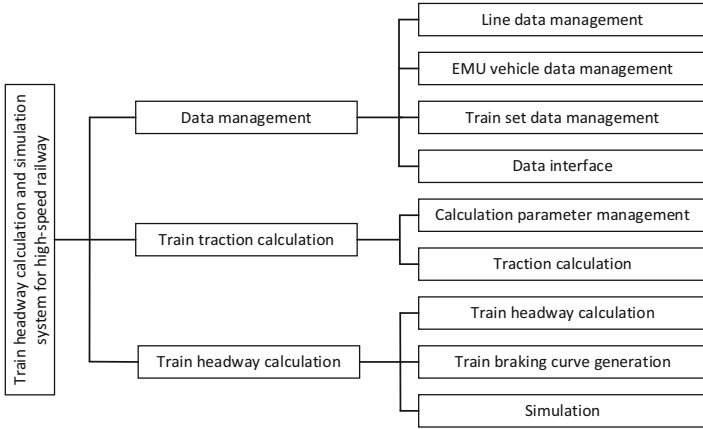 Train headway calculation and simulation
system for high-speed railway
Data management
Line data management
EMU vehicle data management
Train set data management
Data interface
Train traction calculation
Calculation parameter management
Traction calculation
Train headway calculation
Train headway calculation
Train braking curve generation
Simulation